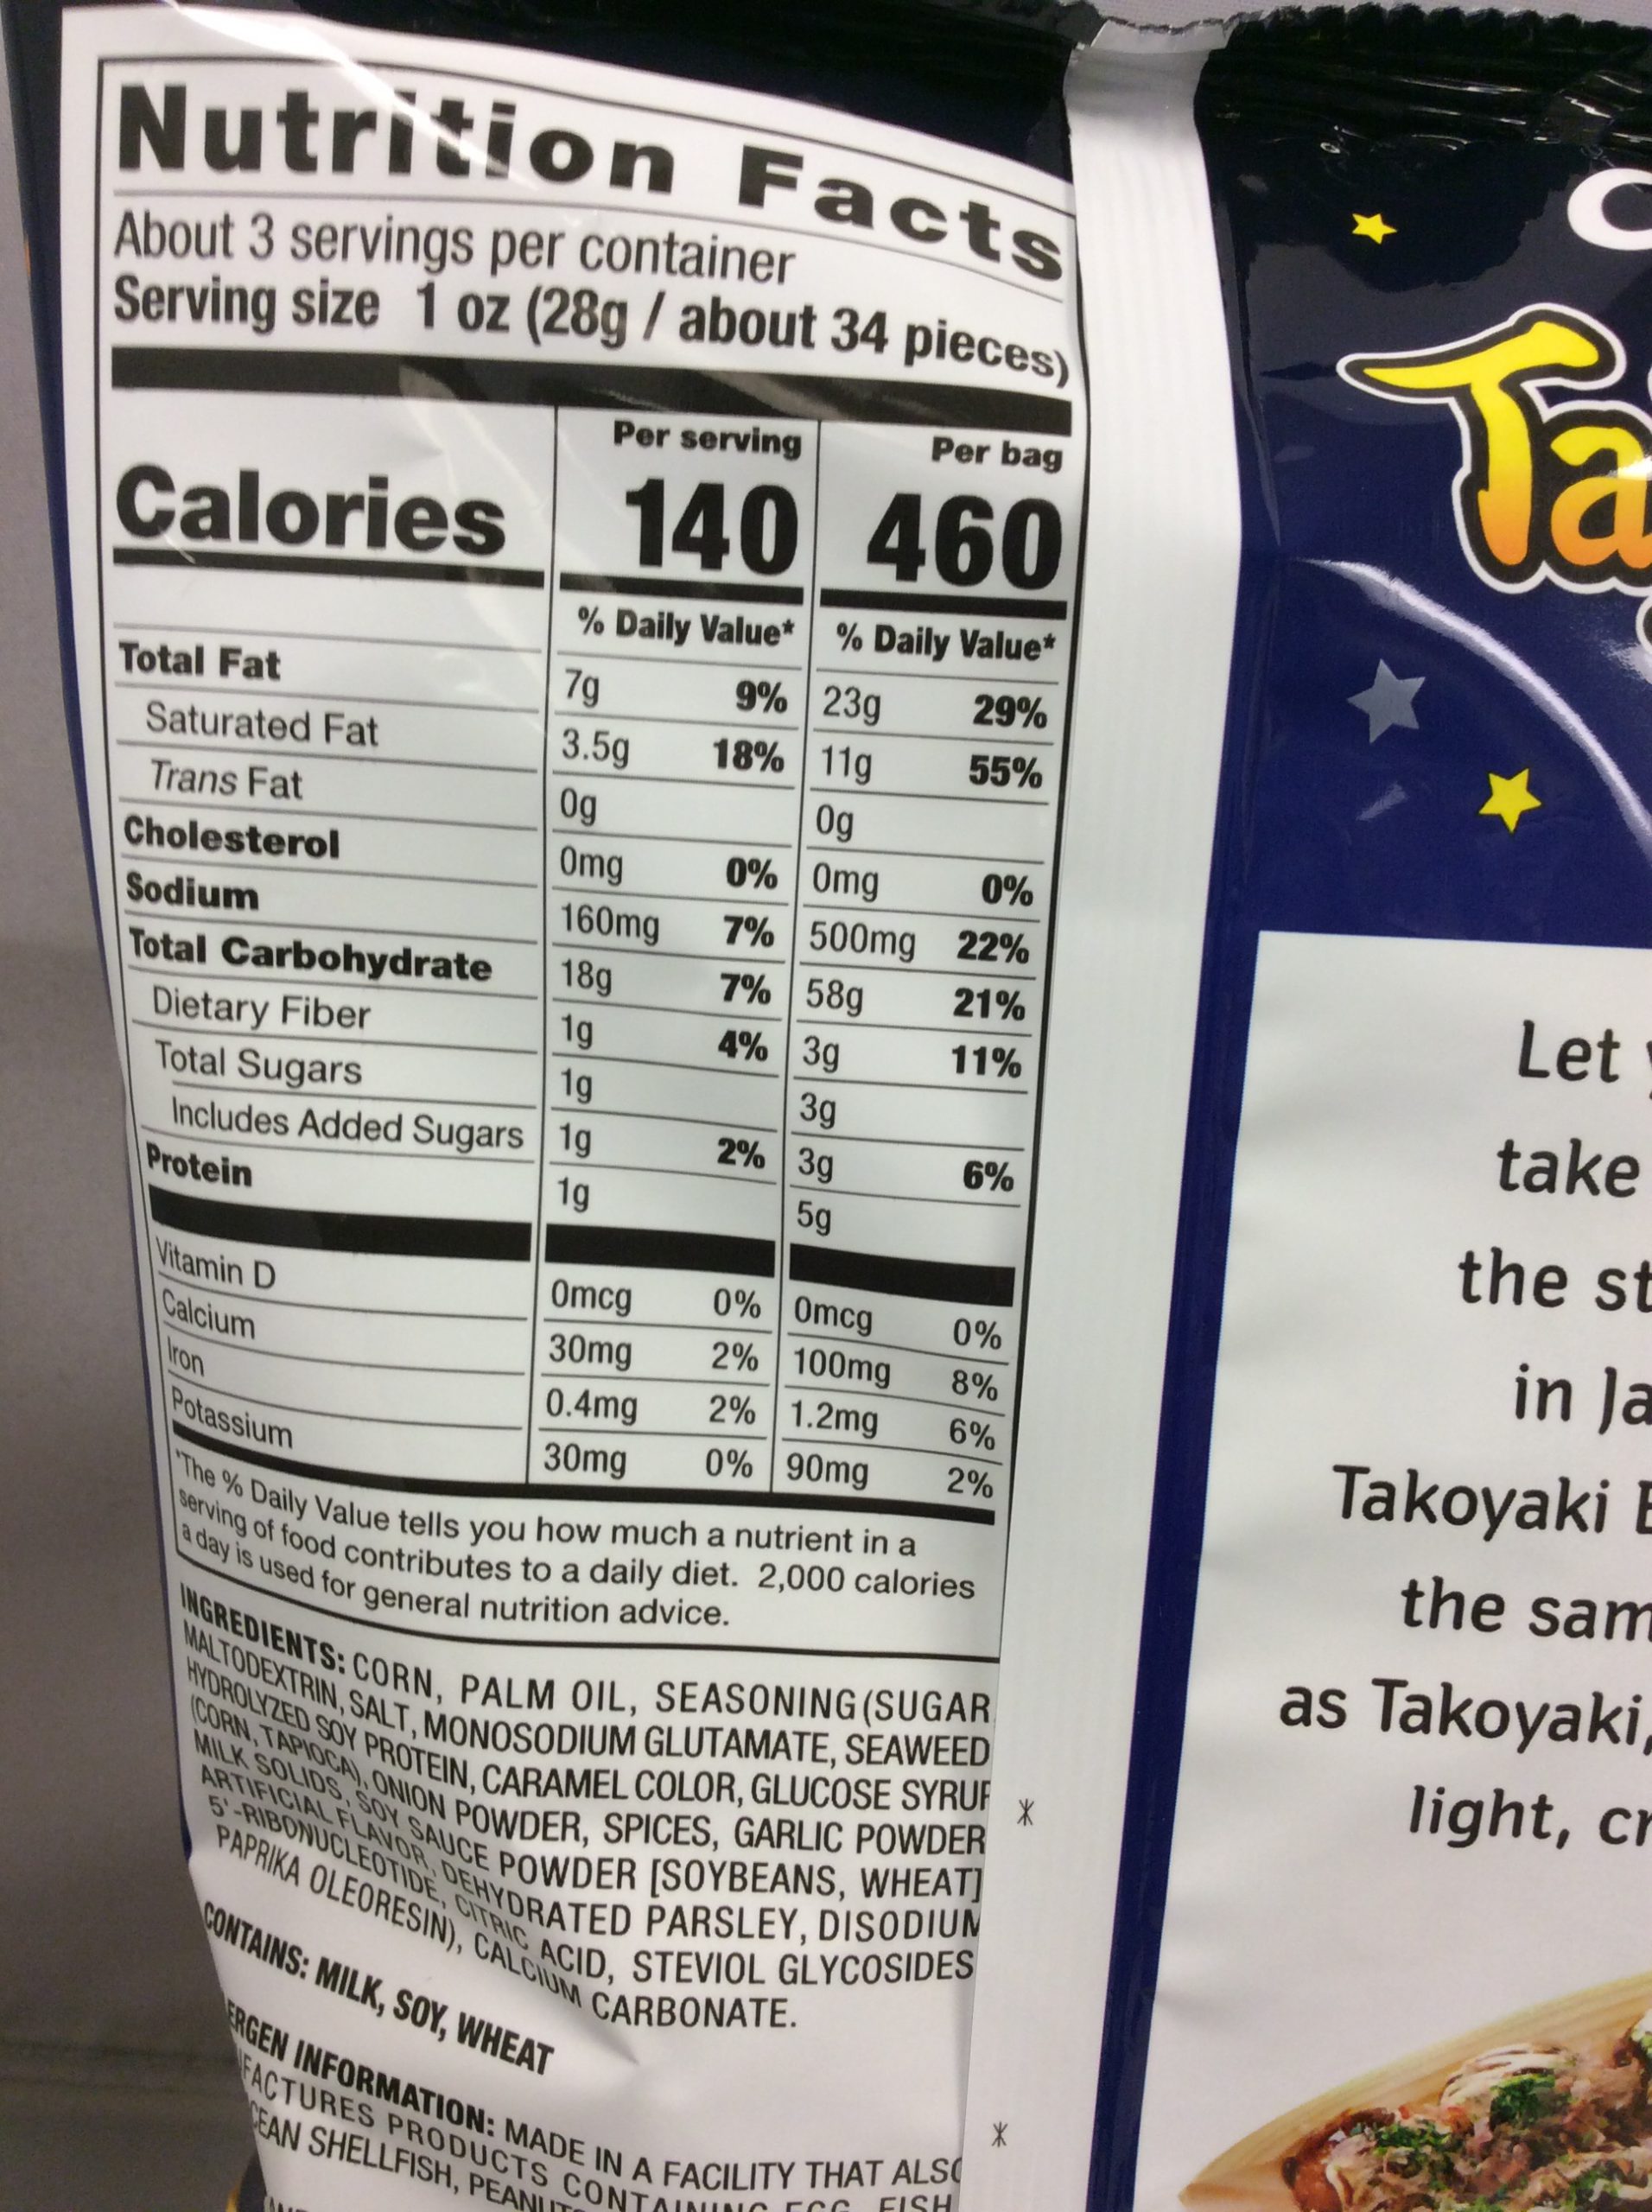 Nutrition Facts
About 3 servings per container
Serving size 1 oz (28g / about 34 pieces)
Per serving Per bag
Calories 140 460
% Daily Value* % Daily Value*
Total Fat 7g 9% 23g 29%
Saturated Fat 3.5g 18% 11g 55%
Trans Fat 0g 0g
Cholesterol 0mg 0% 0mg 0%
Sodium 160mg 7% 500mg 22%
Total Carbohydrate 18g 7% 58g 21%
Dietary Fiber 1g 4% 3g 11%
Total Sugars 1g 3g
Includes Added Sugars 1g 2% 3g 6%
Protein 1g 5g
Vitamin D 0mcg 0% 0mcg 0%
Calcium 30mg 2% 100mg 8%
Iron 0.4mg 2% 1.2mg 6%
Potassium 30mg 0% 90mg 2%
*The % Daily Value tells you how much a nutrient in a
serving of food contributes to a daily diet. 2,000 calories
a day is used for general nutrition advice.
INGREDIENTS: CORN, PALM OIL, SEASONING (SUGAR
MALTODEXTRIN, SALT, MONOSODIUM GLUTAMATE, SEAWEED
HYDROLYZED SOY PROTEIN, CARAMEL COLOR, GLUCOSE SYRUP
(CORN, TAPIOCA), ONION POWDER, SPICES, GARLIC POWDER
MILK SOLIDS, SOY SAUCE POWDER [SOYBEANS, WHEAT]
ARTIFICIAL FLAVOR, DEHYDRATED PARSLEY, DISODIUM
5'-RIBONUCLEOTIDE, CITRIC ACID, STEVIOL GLYCOSIDES
PAPRIKA OLEORESIN), CALCIUM CARBONATE.
CONTAINS: MILK, SOY, WHEAT
ERGEN INFORMATION: MADE IN A FACILITY THAT ALSO
FACTURES PRODUCTS CONTAINING EGG FISH
CEAN SHELLFISH, PEANUTS
C
Ta
Let
take
the st
in Ja
Takoyaki
the sam
as Takoyaki,
light, cr